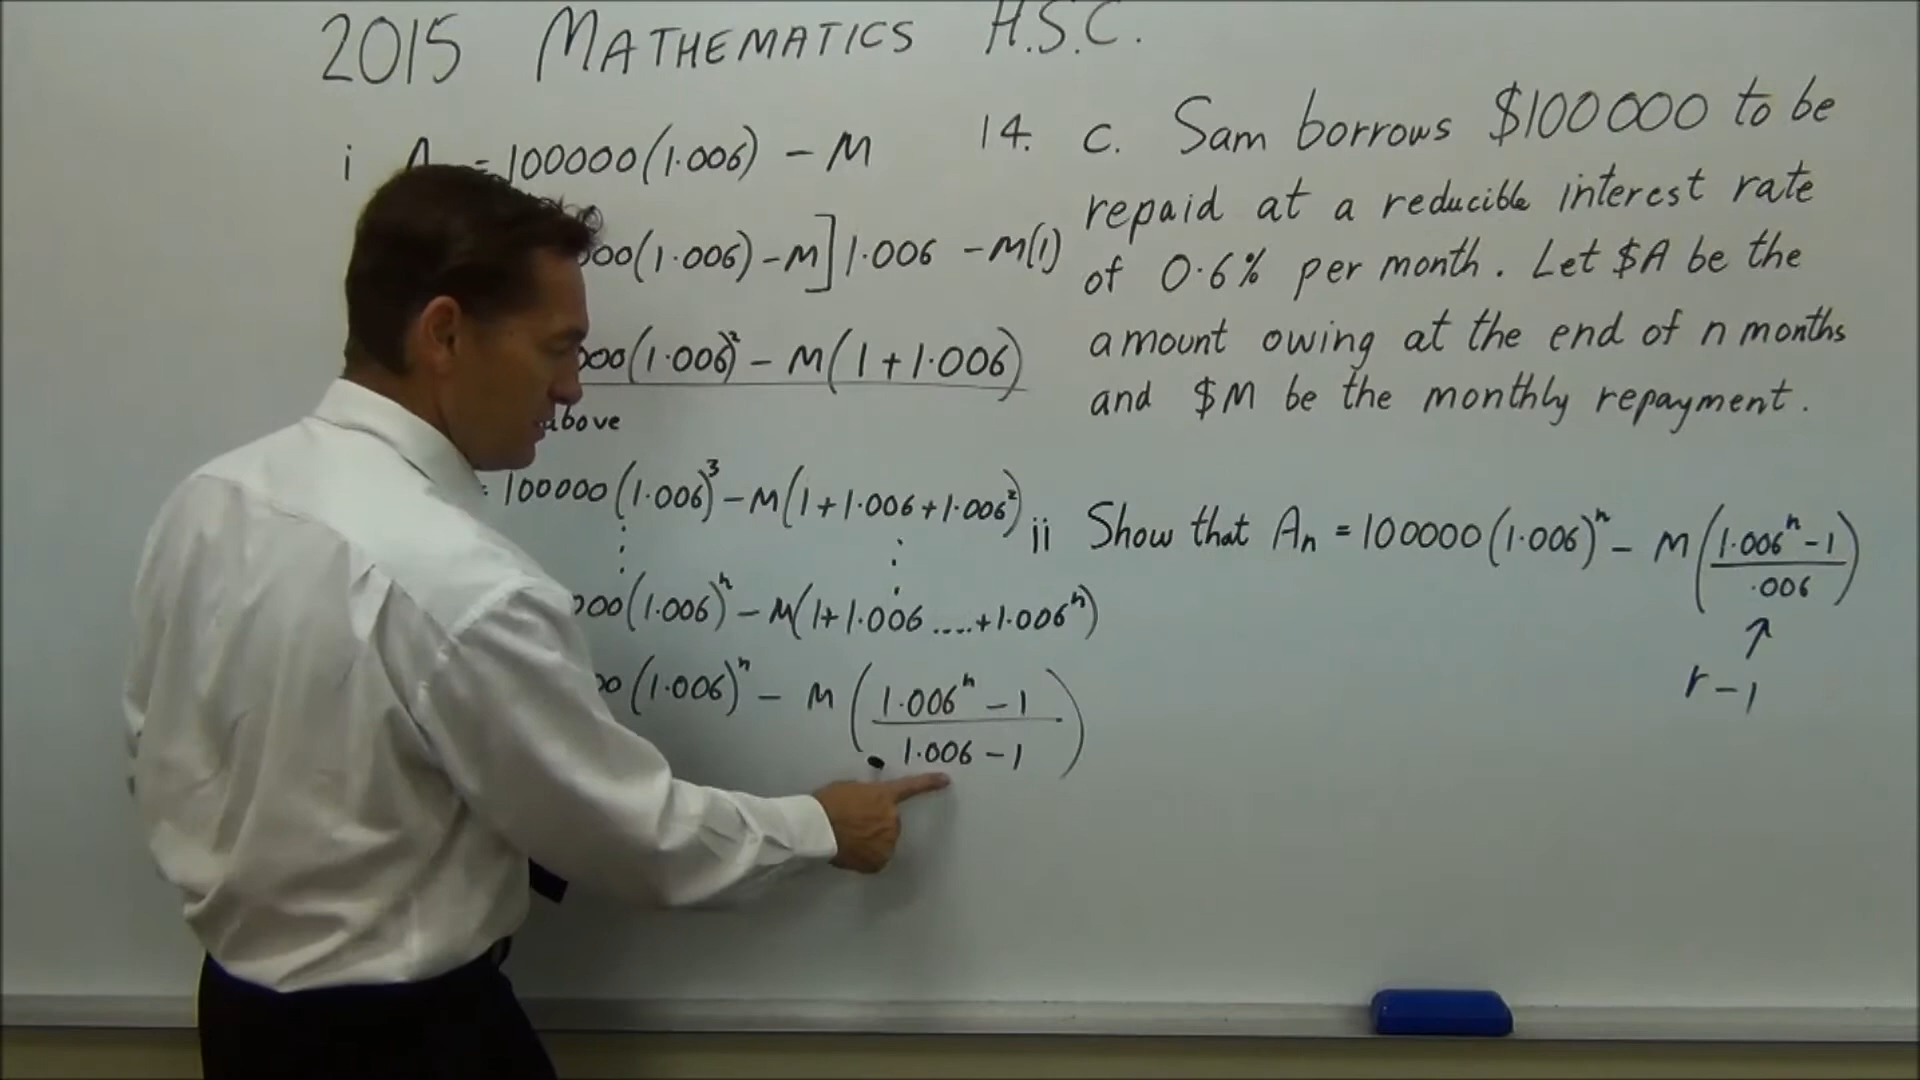 2015 MATHEMATICS H.S.C.
i A = 100000(1.006) - M
00(1.006) - M] 1.006 - M(1)
00(1.006)² - M(1 + 1.006)
above
= 100000(1.006)³ - M(1 + 1.006 + 1.006²)
000(1.006)ⁿ - M(1 + 1.006 .... + 1.006ⁿ)
0(1.006)ⁿ - M((1.006ⁿ - 1)/(1.006 - 1))
14. c. Sam borrows $100000 to be
repaid at a reducible interest rate
of 0.6% per month. Let $A be the
amount owing at the end of n months
and $M be the monthly repayment.
ii Show that Aₙ = 100000(1.006)ⁿ - M((1.006ⁿ - 1)/.006)
↑
r - 1